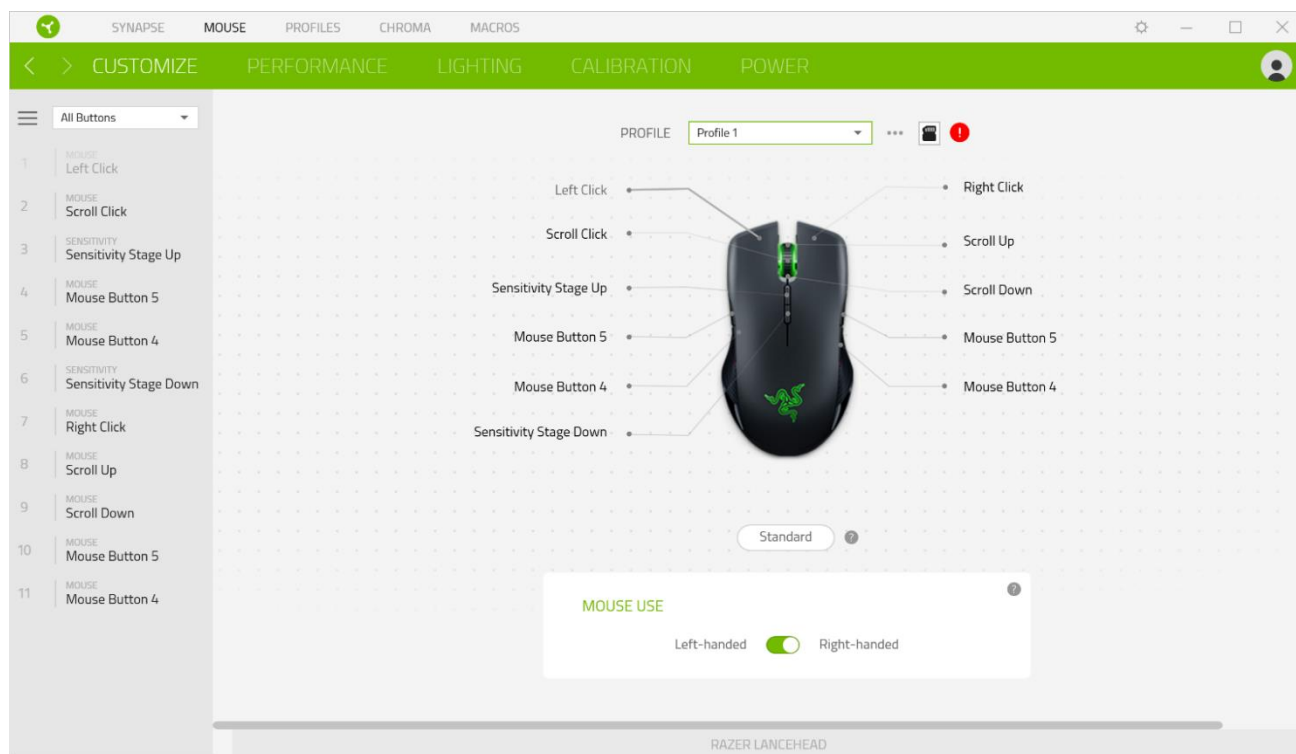 SYNAPSE MOUSE PROFILES CHROMA MACROS
CUSTOMIZE PERFORMANCE LIGHTING CALIBRATION POWER
All Buttons
1 MOUSE
Left Click
2 MOUSE
Scroll Click
3 SENSITIVITY
Sensitivity Stage Up
4 MOUSE
Mouse Button 5
5 MOUSE
Mouse Button 4
6 SENSITIVITY
Sensitivity Stage Down
7 MOUSE
Right Click
8 MOUSE
Scroll Up
9 MOUSE
Scroll Down
10 MOUSE
Mouse Button 5
11 MOUSE
Mouse Button 4
PROFILE Profile 1
Left Click
Scroll Click
Sensitivity Stage Up
Mouse Button 5
Mouse Button 4
Sensitivity Stage Down
Right Click
Scroll Up
Scroll Down
Mouse Button 5
Mouse Button 4
Standard ?
?
MOUSE USE
Left-handed Right-handed
RAZER LANCEHEAD